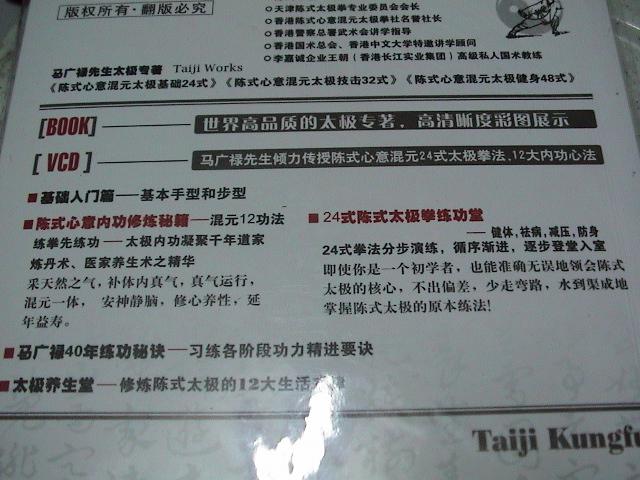 ○天津陈式太极拳专业委员会会长
版权所有·翻版必究
○香港陈式心意混元太极拳社名誉社长
○香港警察总署武术会讲学指导
○香港国术总会、香港中文大学特邀讲学顾问
○李嘉诚企业王朝（香港长江实业集团）高级私人国术教练
马广禄先生太极专著 Taiji Works
《陈式心意混元太极基础24式》《陈式心意混元太极技击32式》《陈式心意混元太极健身48式》
[BOOK] 世界高品质的太极专著，高清晰度彩图展示
[VCD] 马广禄先生倾力传授陈式心意混元24式太极拳法,12大内功心法
■基础入门篇—基本手型和步型
■陈式心意内功修炼秘籍—混元12功法
练拳先练功—太极内功凝聚千年道家
炼丹术、医家养生术之精华
采天然之气，补体内真气，真气运行，
混元一体， 安神静脑，修心养性，延
年益寿。
■24式陈式太极拳练功堂
—健体,祛病,减压,防身
24式拳法分步演练，循序渐进，逐步登堂入室
即使你是一个初学者，也能准确无误地领会陈式
太极的核心，不出偏差，少走弯路，水到渠成地
掌握陈式太极的原本练法!
■马广禄40年练功秘诀—习练各阶段功力精进要诀
■太极养生堂—修炼陈式太极的12大生活
Taiji Kungfu